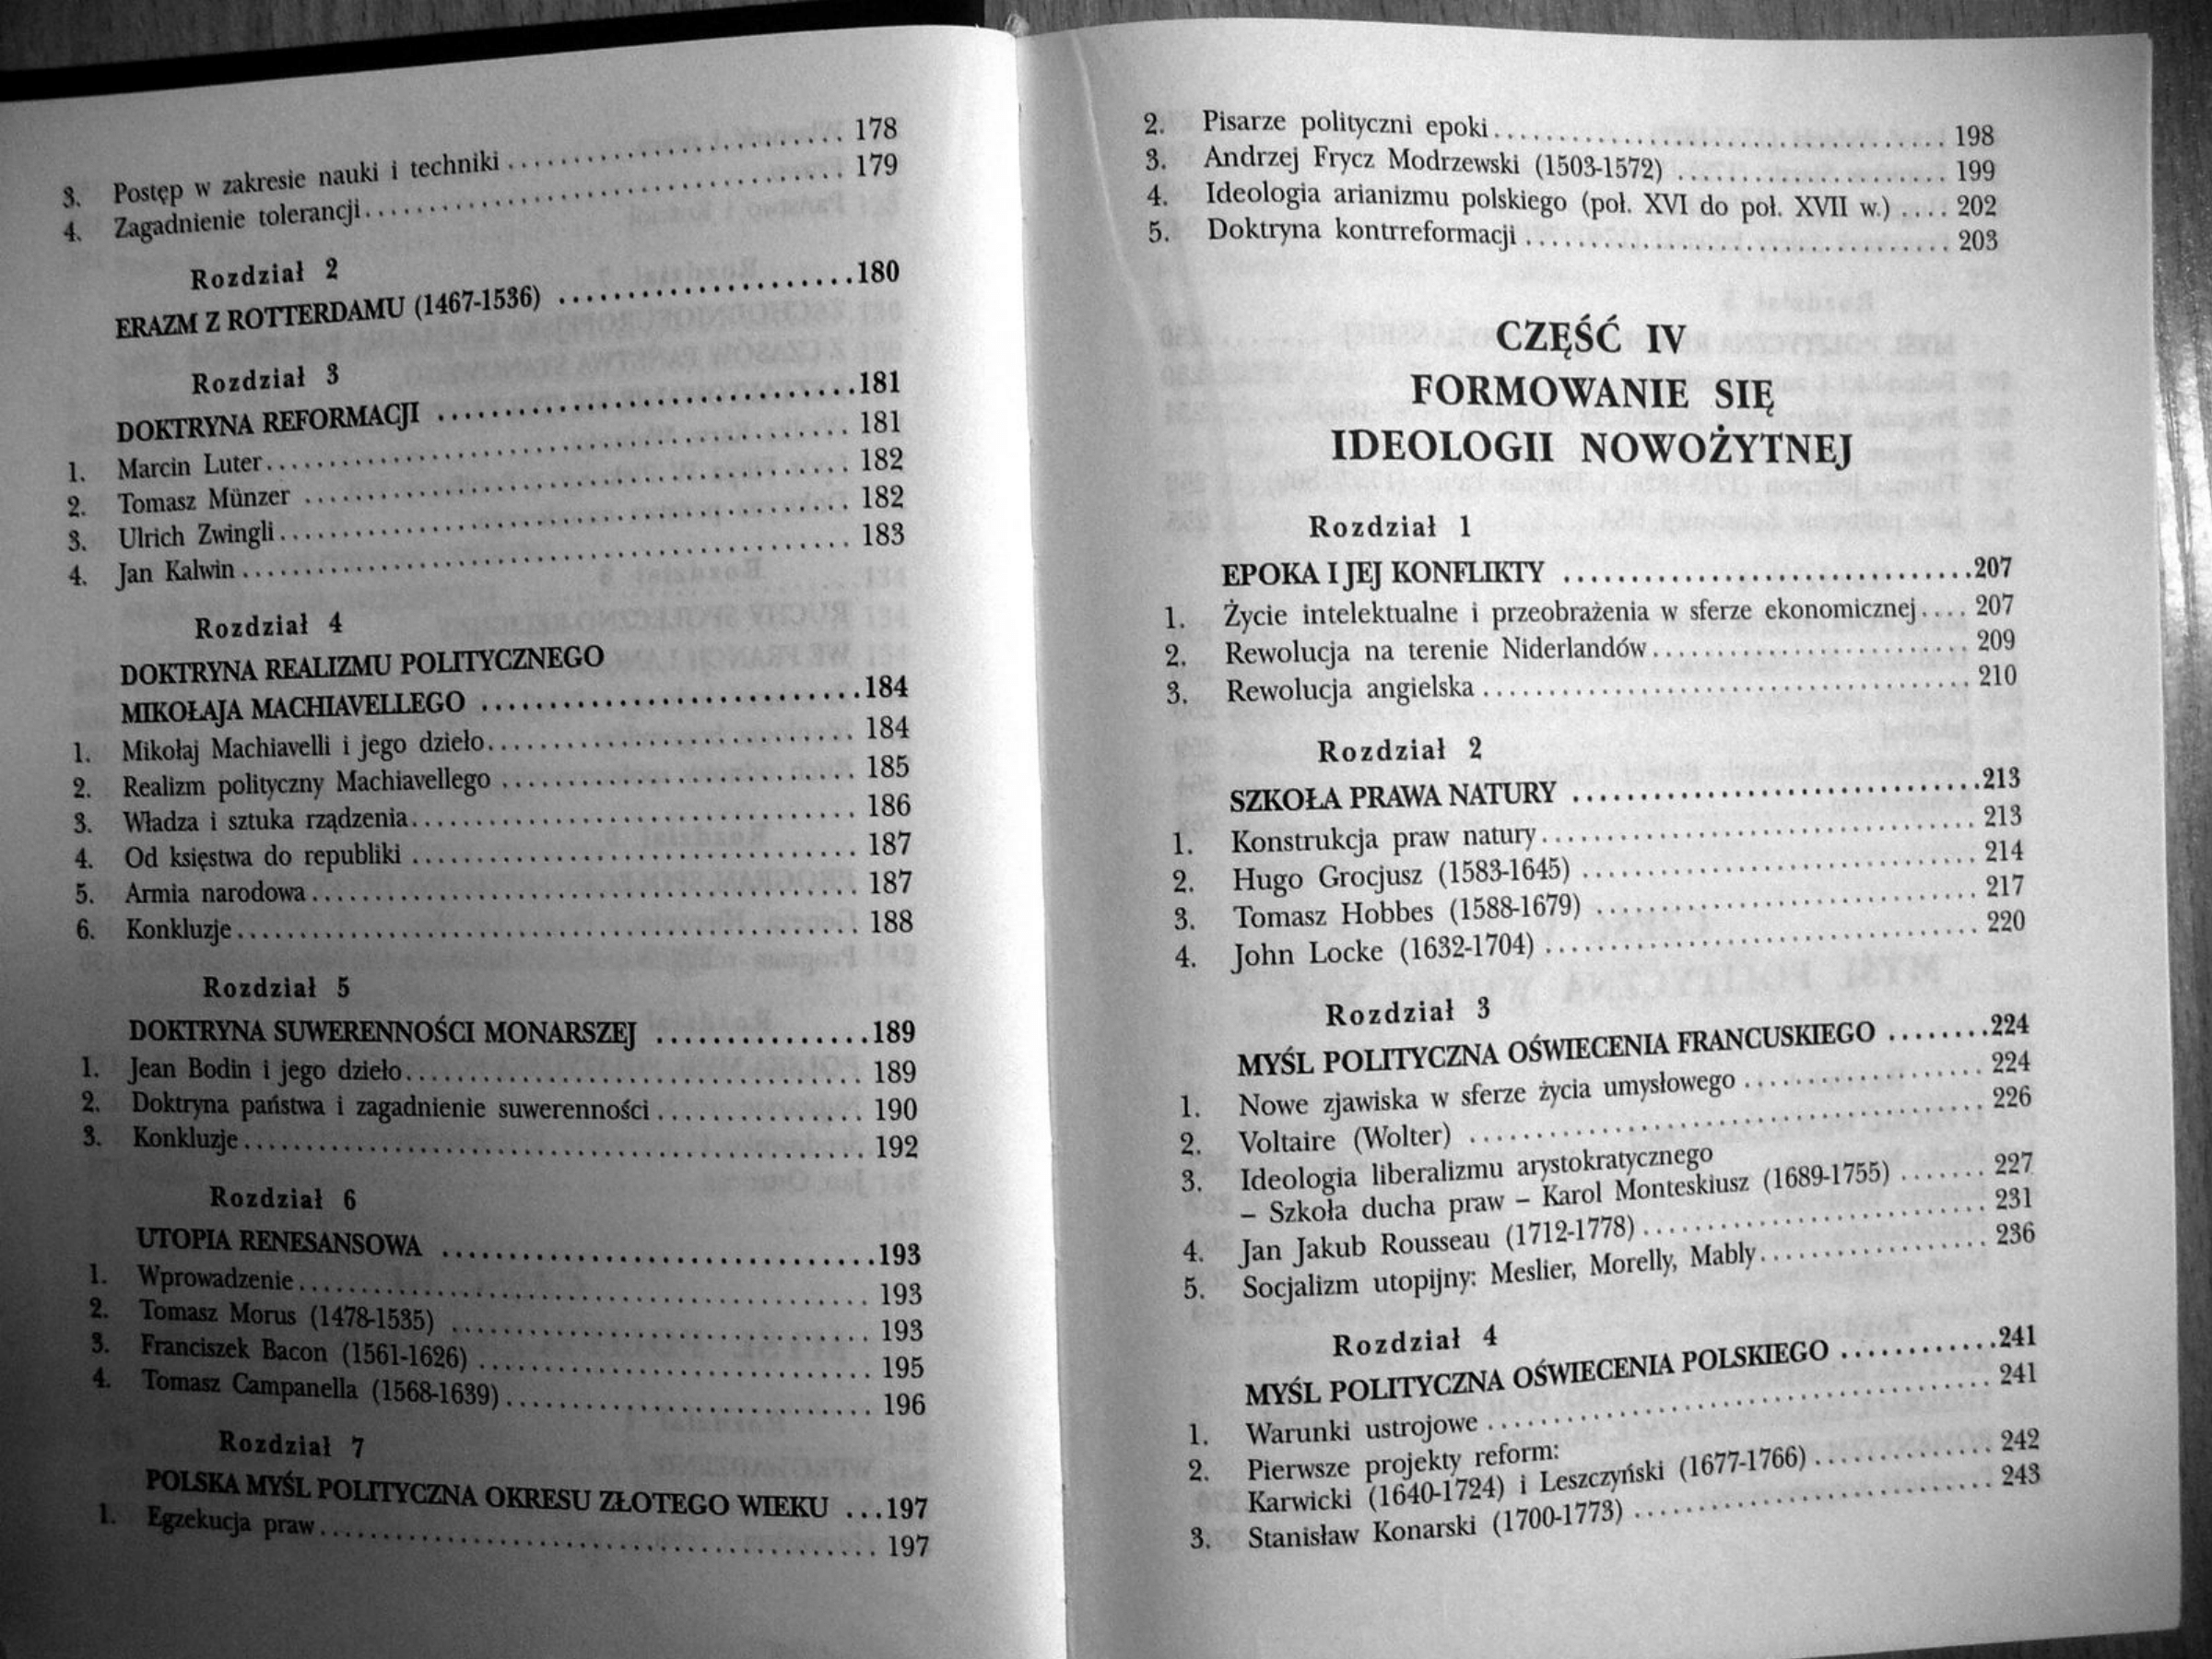 3. Postęp w zakresie nauki i techniki ........................ 178
4. Zagadnienie tolerancji ........................ 179
Rozdział 2
ERAZM Z ROTTERDAMU (1467-1536) ........................ 180
Rozdział 3
DOKTRYNA REFORMACJI ........................ 181
1. Marcin Luter ........................ 181
2. Tomasz Münzer ........................ 182
3. Ulrich Zwingli ........................ 182
4. Jan Kalwin ........................ 183
Rozdział 4
DOKTRYNA REALIZMU POLITYCZNEGO
MIKOŁAJA MACHIAVELLEGO ........................ 184
1. Mikołaj Machiavelli i jego dzieło ........................ 184
2. Realizm polityczny Machiavellego ........................ 185
3. Władza i sztuka rządzenia ........................ 186
4. Od księstwa do republiki ........................ 187
5. Armia narodowa ........................ 187
6. Konkluzje ........................ 188
Rozdział 5
DOKTRYNA SUWERENNOŚCI MONARSZEJ ........................ 189
1. Jean Bodin i jego dzieło ........................ 189
2. Doktryna państwa i zagadnienie suwerenności ........................ 190
3. Konkluzje ........................ 192
Rozdział 6
UTOPIA RENESANSOWA ........................ 193
1. Wprowadzenie ........................ 193
2. Tomasz Morus (1478-1535) ........................ 193
3. Franciszek Bacon (1561-1626) ........................ 195
4. Tomasz Campanella (1568-1639) ........................ 196
Rozdział 7
POLSKA MYŚL POLITYCZNA OKRESU ZŁOTEGO WIEKU ... 197
1. Egzekucja praw ........................ 197
2. Pisarze polityczni epoki ........................ 198
3. Andrzej Frycz Modrzewski (1503-1572) ........................ 199
4. Ideologia arianizmu polskiego (poł. XVI do poł. XVII w.) .... 202
5. Doktryna kontrreformacji ........................ 203
CZĘŚĆ IV
FORMOWANIE SIĘ
IDEOLOGII NOWOŻYTNEJ
Rozdział 1
EPOKA I JEJ KONFLIKTY ........................ 207
1. Życie intelektualne i przeobrażenia w sferze ekonomicznej .... 207
2. Rewolucja na terenie Niderlandów ........................ 209
3. Rewolucja angielska ........................ 210
Rozdział 2
SZKOŁA PRAWA NATURY ........................ 213
1. Konstrukcja praw natury ........................ 213
2. Hugo Grocjusz (1583-1645) ........................ 214
3. Tomasz Hobbes (1588-1679) ........................ 217
4. John Locke (1632-1704) ........................ 220
Rozdział 3
MYŚL POLITYCZNA OŚWIECENIA FRANCUSKIEGO ........ 224
1. Nowe zjawiska w sferze życia umysłowego ........................ 224
2. Voltaire (Wolter) ........................ 226
3. Ideologia liberalizmu arystokratycznego
– Szkoła ducha praw – Karol Monteskiusz (1689-1755) ....... 227
4. Jan Jakub Rousseau (1712-1778) ........................ 231
5. Socjalizm utopijny: Meslier, Morelly, Mably ........................ 236
Rozdział 4
MYŚL POLITYCZNA OŚWIECENIA POLSKIEGO ............ 241
1. Warunki ustrojowe ........................ 241
2. Pierwsze projekty reform:
Karwicki (1640-1724) i Leszczyński (1677-1766) ............. 242
3. Stanisław Konarski (1700-1773) ........................ 243